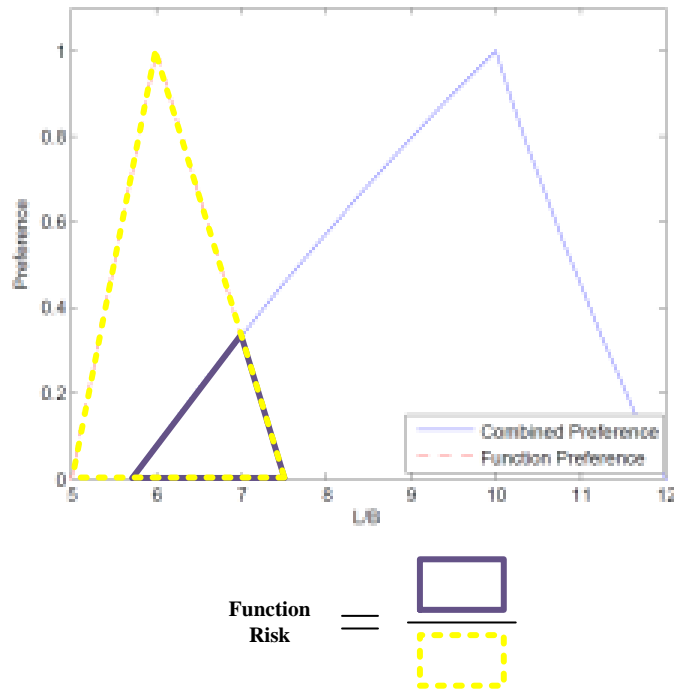 1
0.8
0.6
0.4
0.2
0
Preference
5 6 7 8 9 10 11 12
L/B
Combined Preference
Function Preference
Function
Risk
=